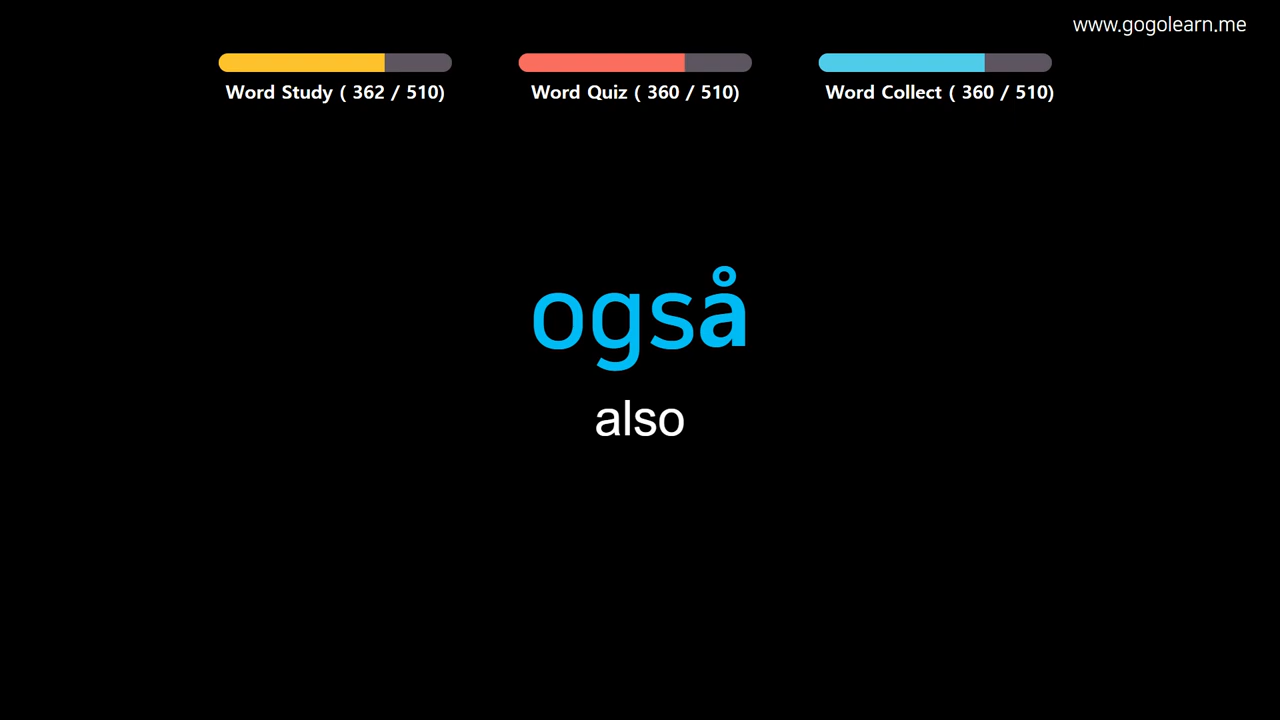 www.gogolearn.me
Word Study ( 362 / 510)
Word Quiz ( 360 / 510)
Word Collect ( 360 / 510)
også
also